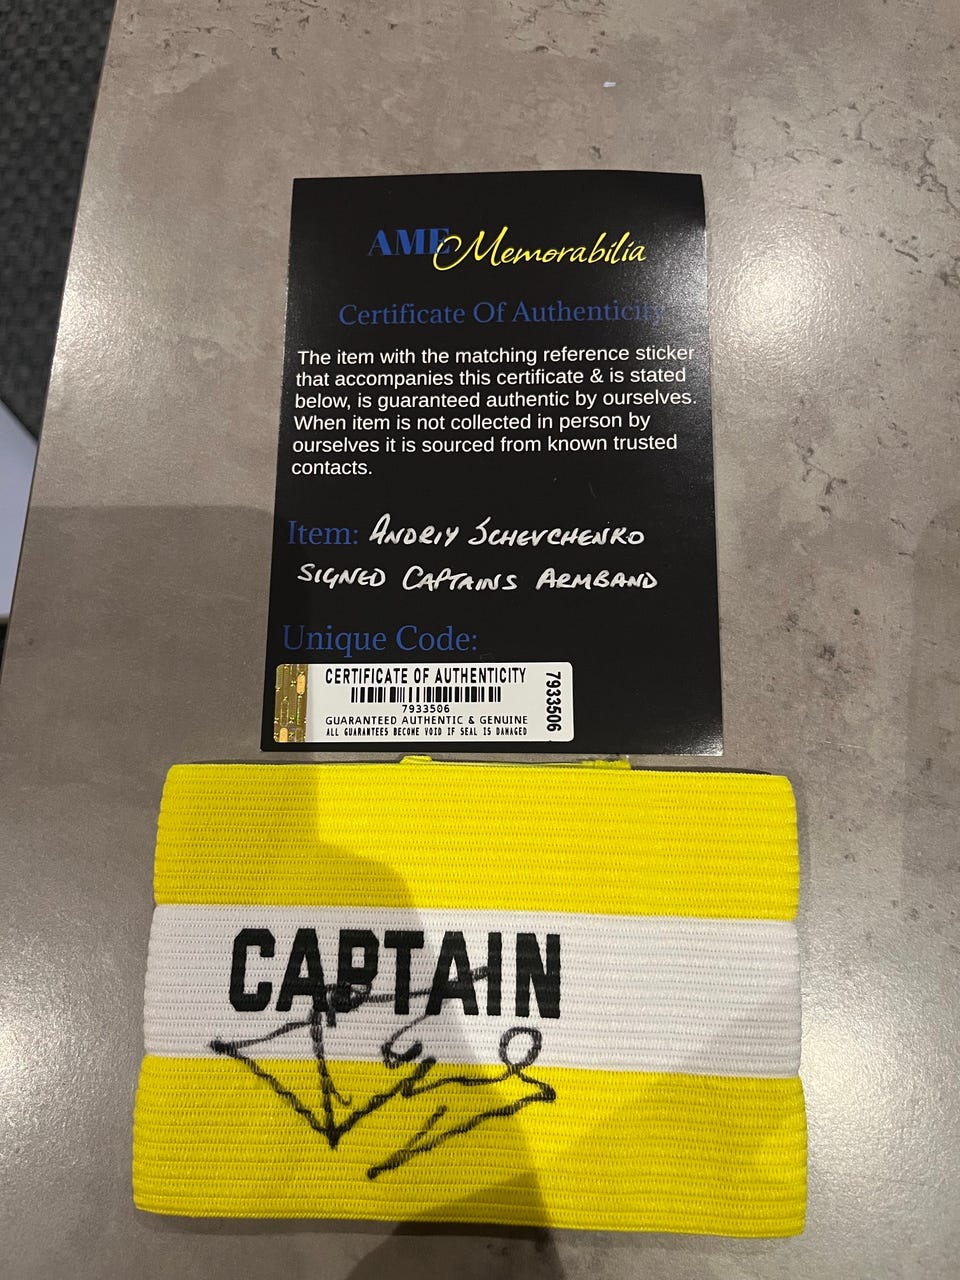 AME Memorabilia
Certificate Of Authenticity
The item with the matching reference sticker
that accompanies this certificate & is stated
below, is guaranteed authentic by ourselves.
When item is not collected in person by
ourselves it is sourced from known trusted
contacts.
Item: ANDRIY SCHEVCHENKO
SIGNED CAPTAINS ARMBAND
Unique Code:
CERTIFICATE OF AUTHENTICITY
7933506
GUARANTEED AUTHENTIC & GENUINE
ALL GUARANTEES BECOME VOID IF SEAL IS DAMAGED
7933506
CAPTAIN